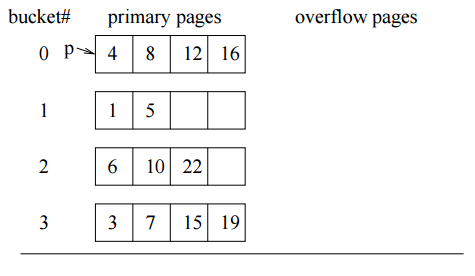 bucket# primary pages overflow pages
0 p 4 8 12 16
1 1 5
2 6 10 22
3 3 7 15 19